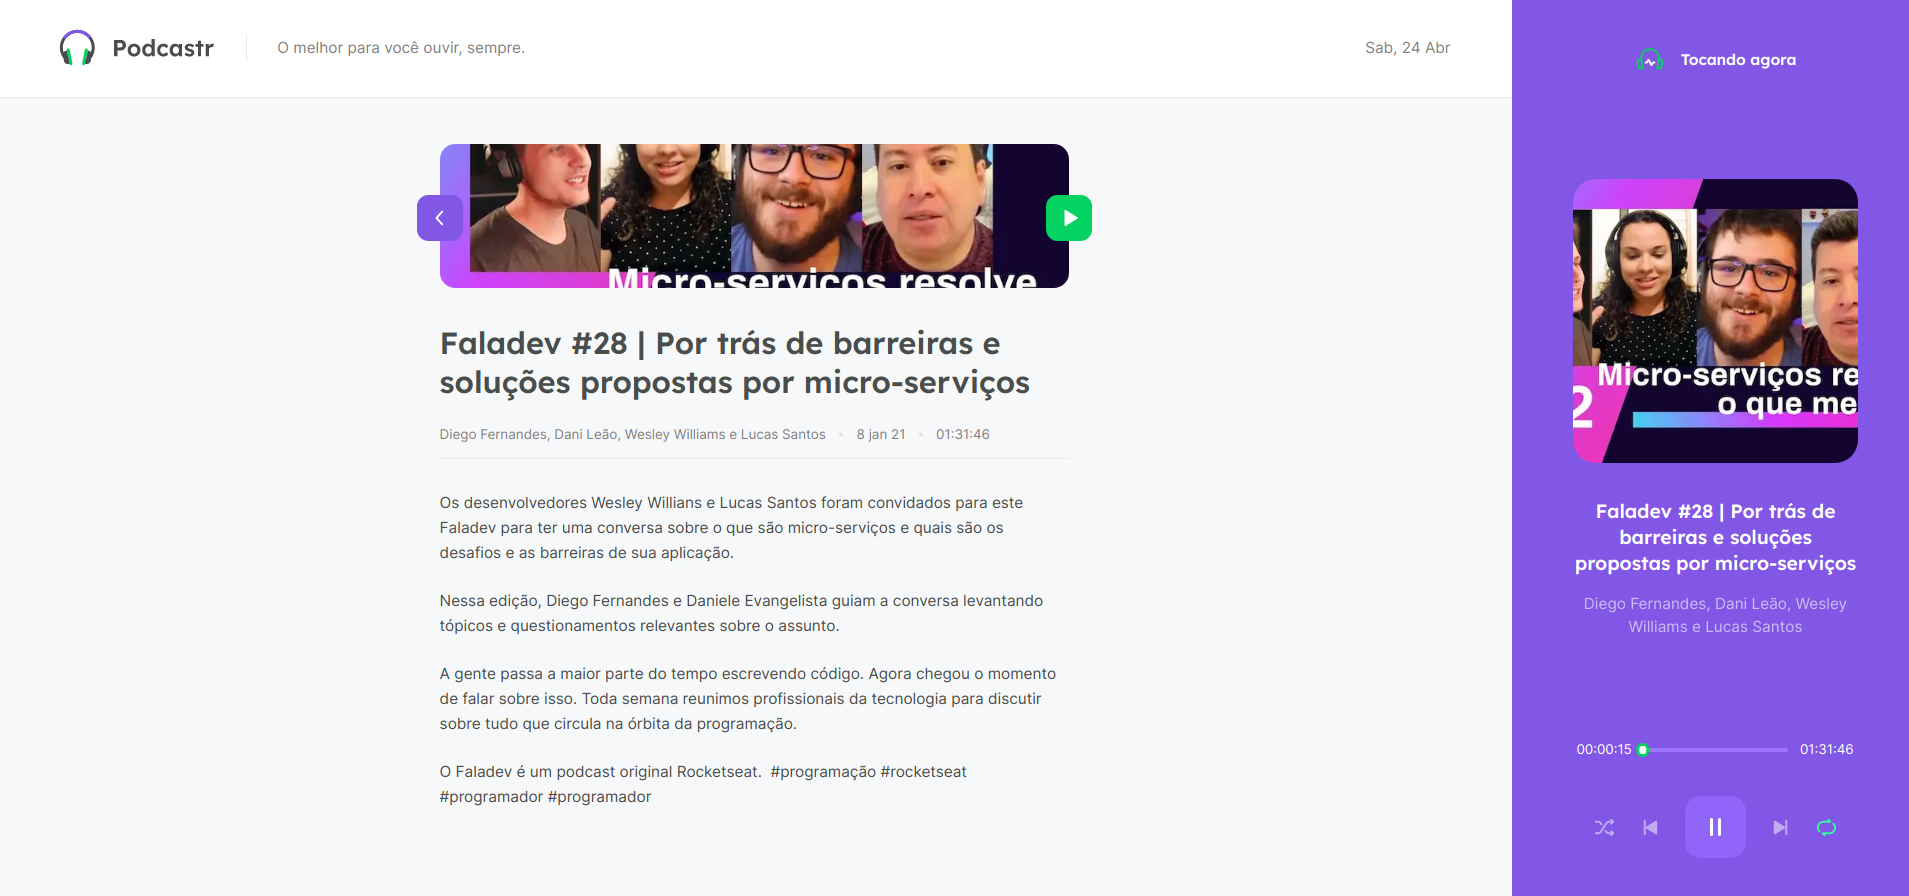 Podcastr
O melhor para você ouvir, sempre.
Sab, 24 Abr
Micro-serviços resolve
Faladev #28 | Por trás de barreiras e
soluções propostas por micro-serviços
Diego Fernandes, Dani Leão, Wesley Williams e Lucas Santos • 8 jan 21 • 01:31:46
Os desenvolvedores Wesley Willians e Lucas Santos foram convidados para este
Faladev para ter uma conversa sobre o que são micro-serviços e quais são os
desafios e as barreiras de sua aplicação.
Nessa edição, Diego Fernandes e Daniele Evangelista guiam a conversa levantando
tópicos e questionamentos relevantes sobre o assunto.
A gente passa a maior parte do tempo escrevendo código. Agora chegou o momento
de falar sobre isso. Toda semana reunimos profissionais da tecnologia para discutir
sobre tudo que circula na órbita da programação.
O Faladev é um podcast original Rocketseat.  #programação #rocketseat
#programador #programador
Tocando agora
Micro-serviços re
o que me
2
Faladev #28 | Por trás de
barreiras e soluções
propostas por micro-serviços
Diego Fernandes, Dani Leão, Wesley
Williams e Lucas Santos
00:00:15
01:31:46